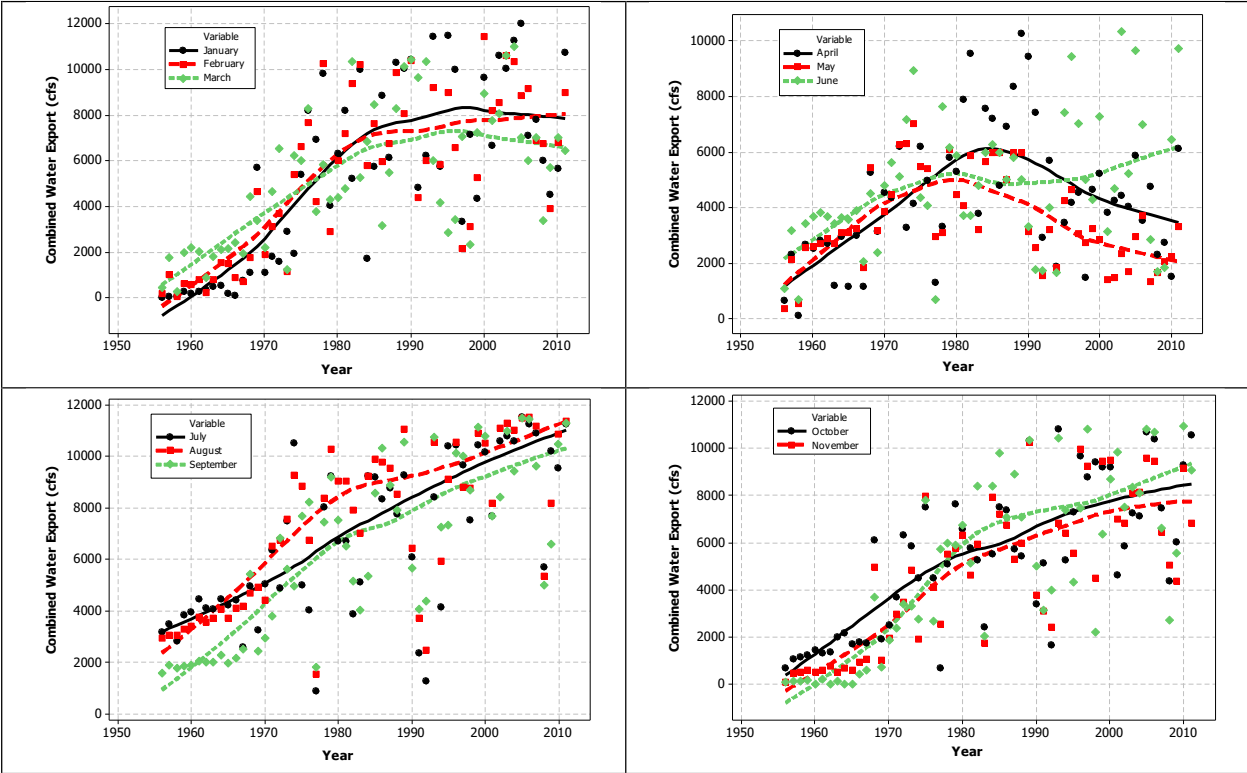 12000
10000
8000
6000
4000
2000
0
Combined Water Export (cfs)
Variable
January
February
March
1950
1960
1970
1980
1990
2000
2010
Year
10000
8000
6000
4000
2000
0
Combined Water Export (cfs)
Variable
April
May
June
1950
1960
1970
1980
1990
2000
2010
Year
12000
10000
8000
6000
4000
2000
0
Combined Water Export (cfs)
Variable
July
August
September
1950
1960
1970
1980
1990
2000
2010
Year
12000
10000
8000
6000
4000
2000
0
Combined Water Export (cfs)
Variable
October
November
1950
1960
1970
1980
1990
2000
2010
Year